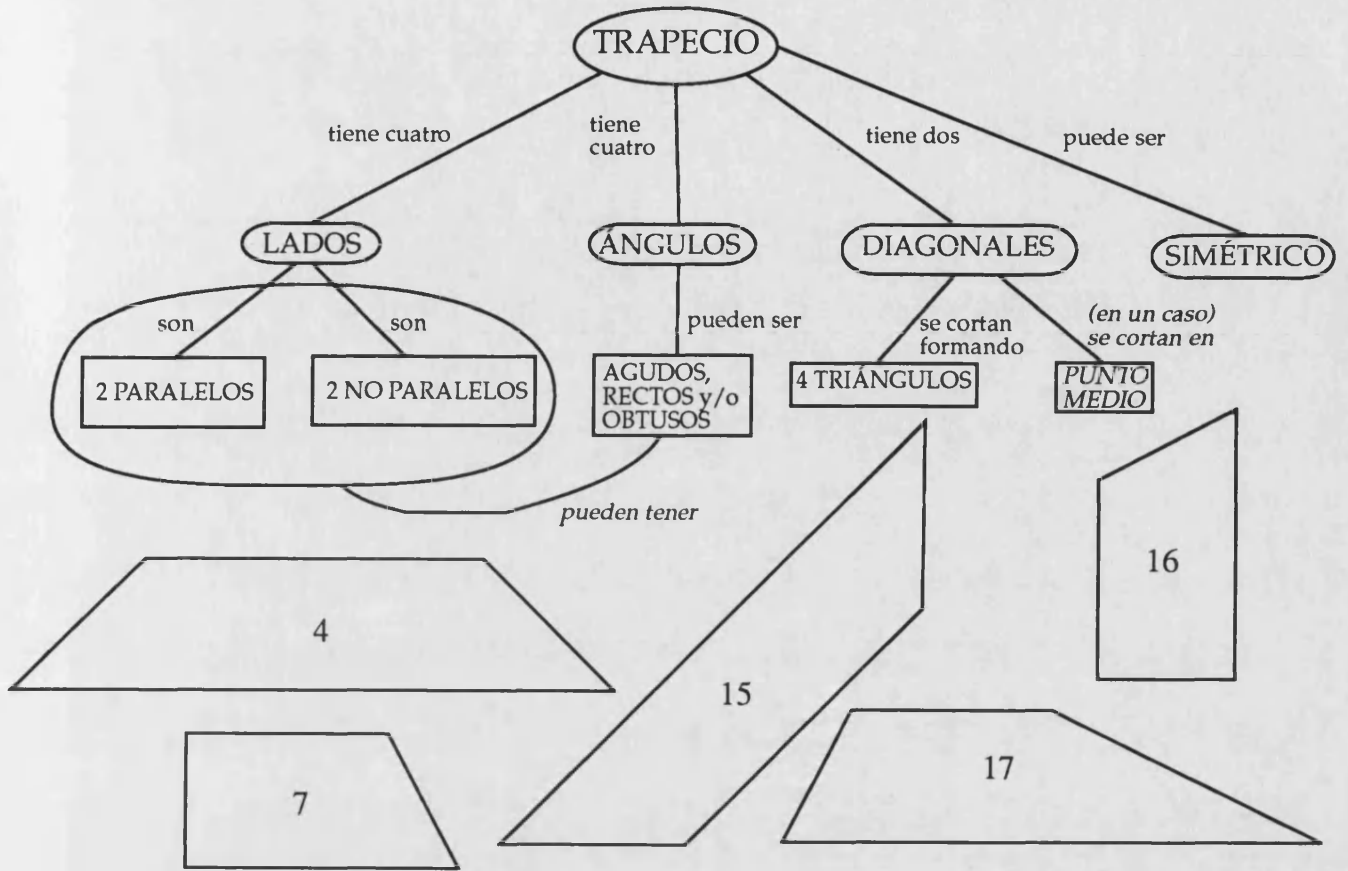 TRAPECIO
tiene cuatro
tiene
cuatro
tiene dos
puede ser
LADOS
ÁNGULOS
DIAGONALES
SIMÉTRICO
son
son
pueden ser
se cortan
formando
(en un caso)
se cortan en
2 PARALELOS
2 NO PARALELOS
AGUDOS,
RECTOS y/o
OBTUSOS
4 TRIÁNGULOS
PUNTO
MEDIO
pueden tener
4
15
16
7
17